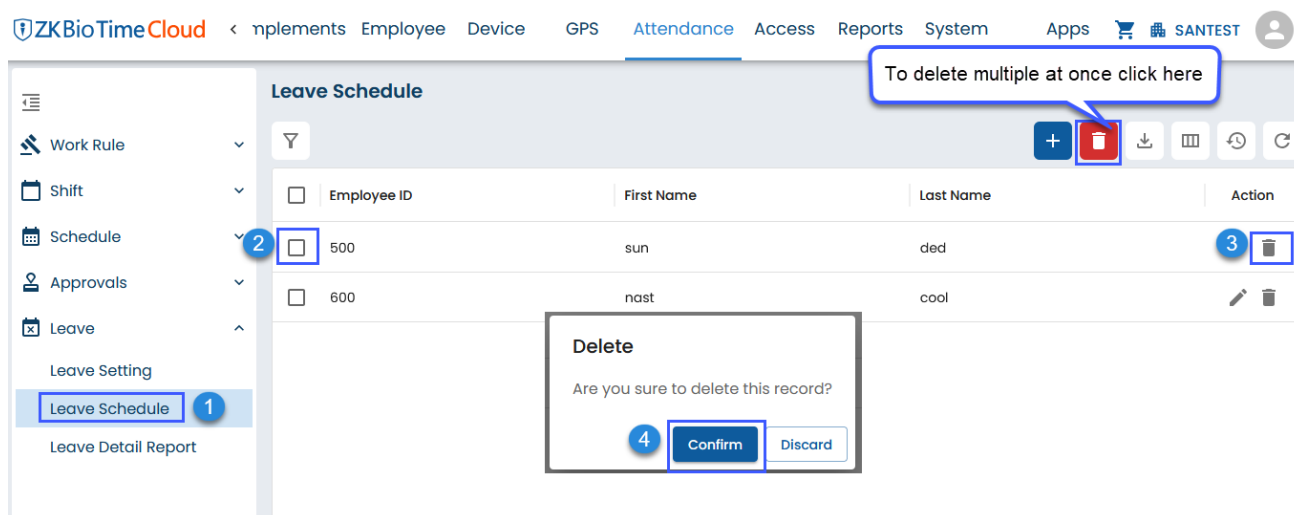 ZKBioTime Cloud < mplements Employee Device GPS Attendance Access Reports System Apps SANTEST
To delete multiple at once click here
Leave Schedule
Work Rule
Shift
Schedule
Approvals
Leave
Leave Setting
Leave Schedule 1
Leave Detail Report
Employee ID First Name Last Name Action
2 500 sun ded 3
600 nast cool
Delete
Are you sure to delete this record?
4 Confirm Discard